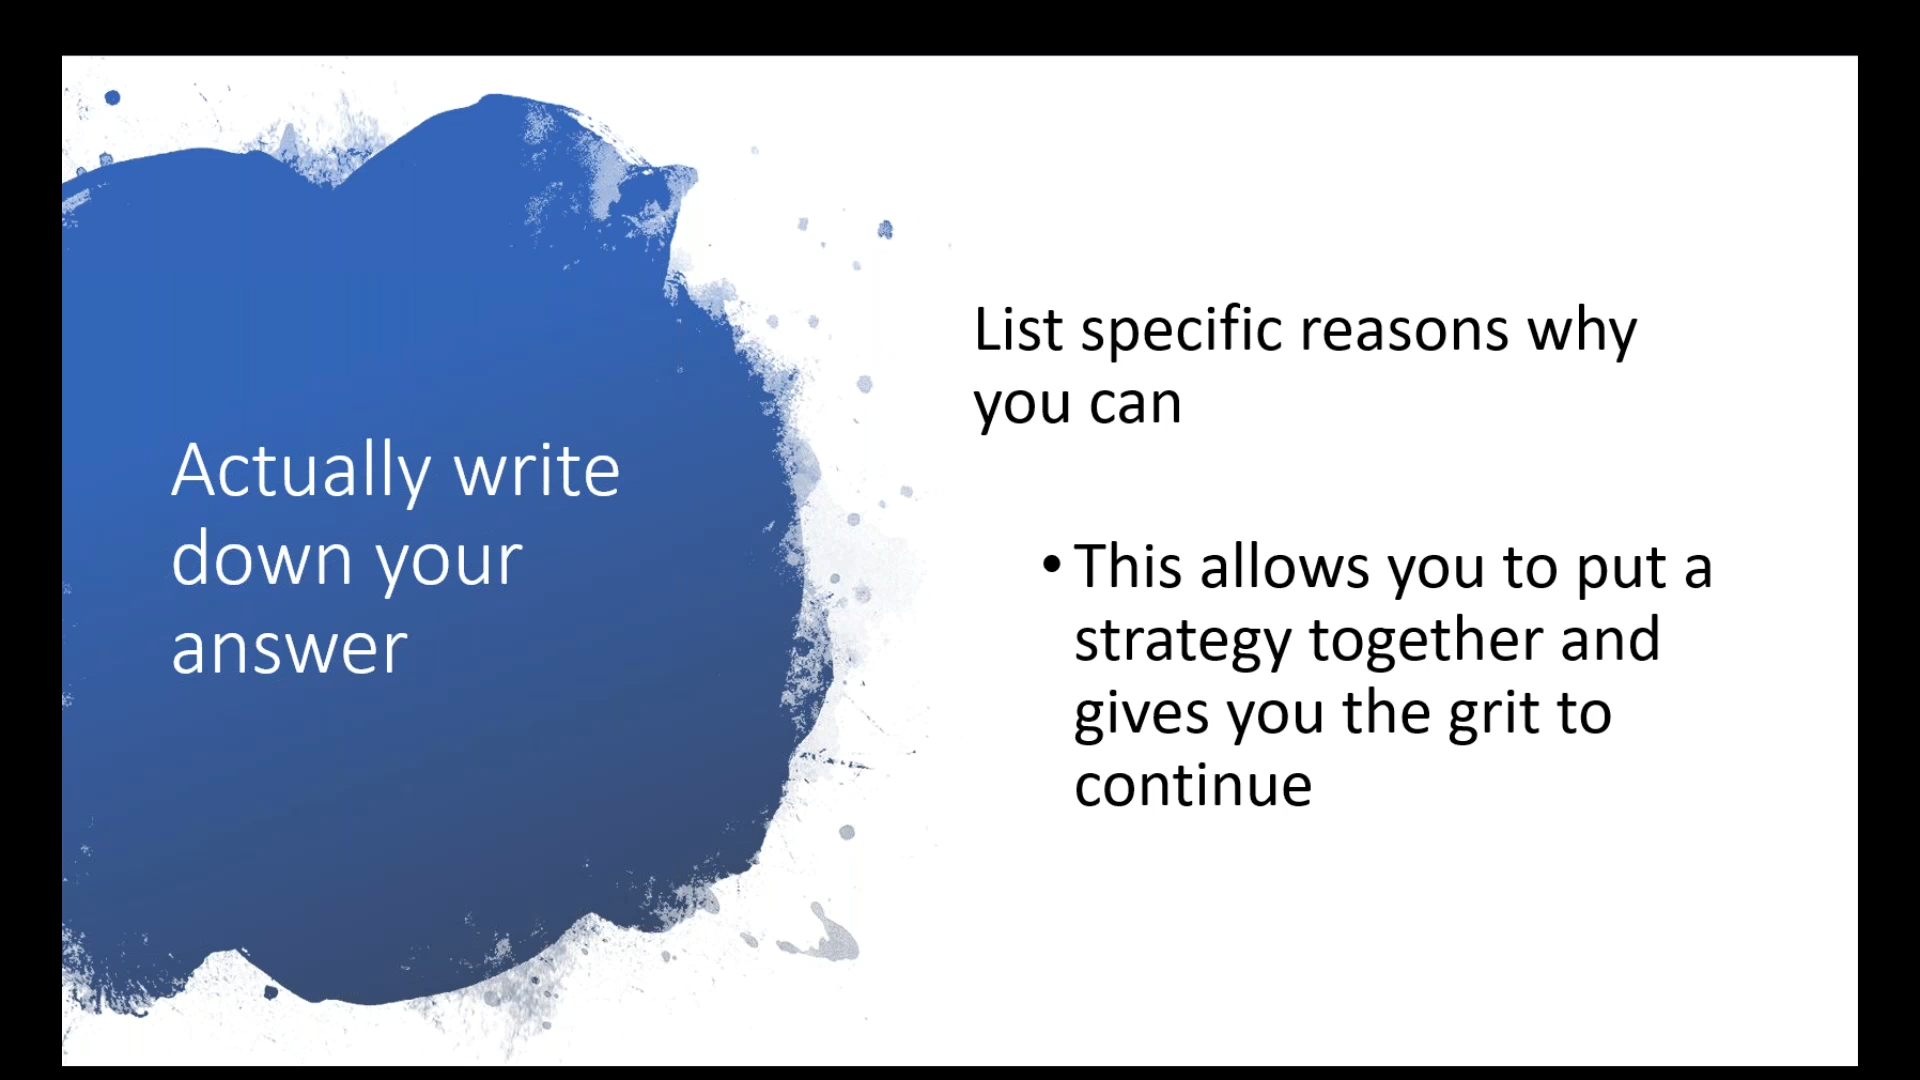 Actually write
down your
answer
List specific reasons why
you can
• This allows you to put a
strategy together and
gives you the grit to
continue